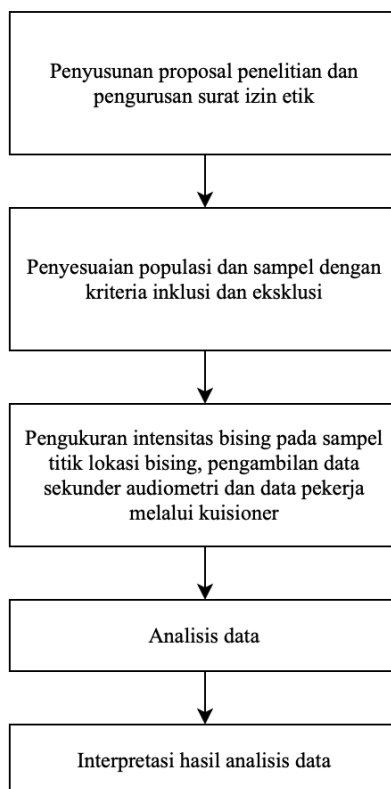 Penyusunan proposal penelitian dan
pengurusan surat izin etik
Penyesuaian populasi dan sampel dengan
kriteria inklusi dan eksklusi
Pengukuran intensitas bising pada sampel
titik lokasi bising, pengambilan data
sekunder audiometri dan data pekerja
melalui kuisioner
Analisis data
Interpretasi hasil analisis data